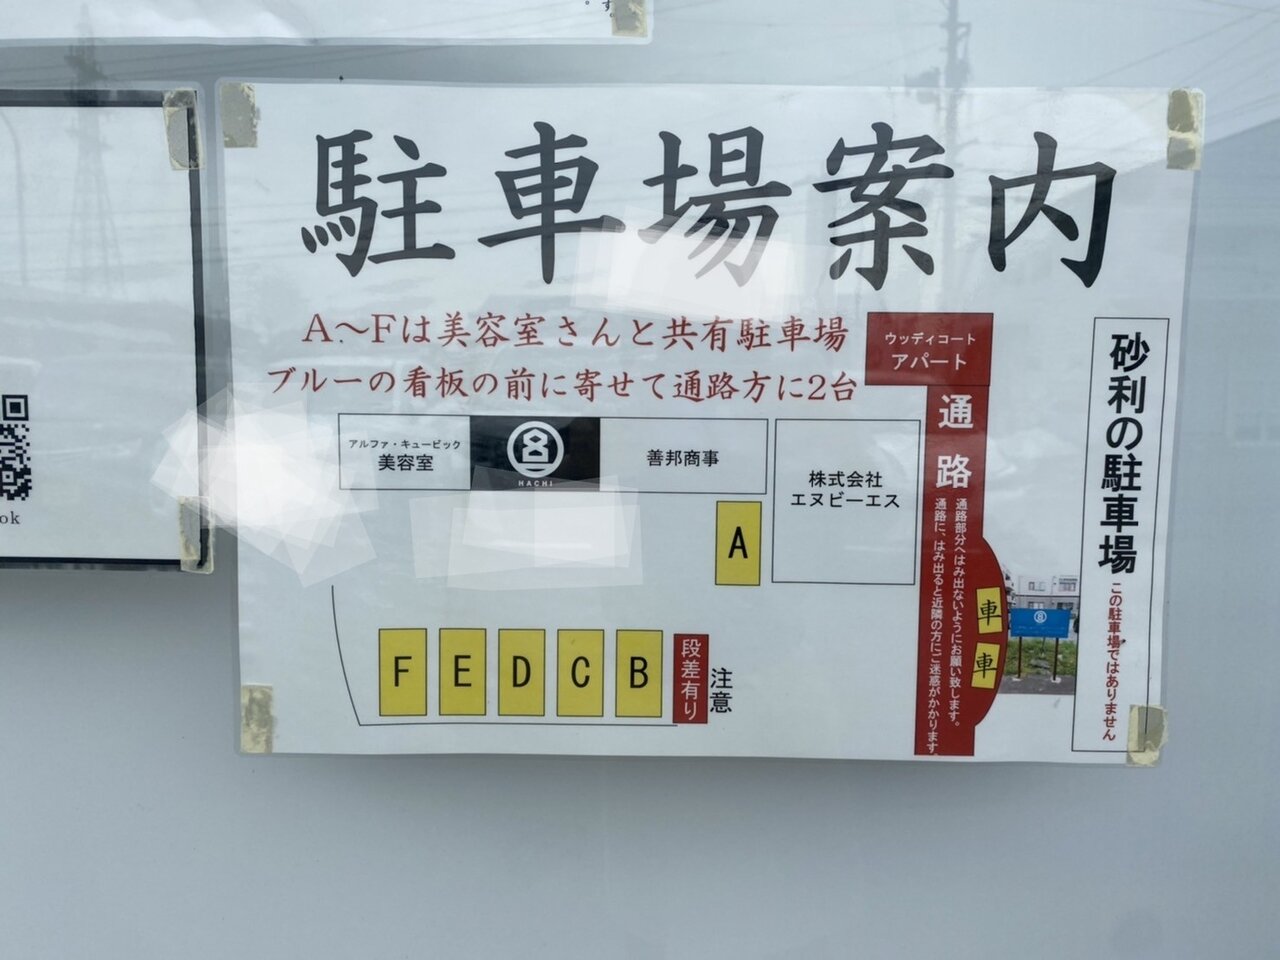 す。
ok
駐車場案内
A~Fは美容室さんと共有駐車場
ブルーの看板の前に寄せて通路方に2台
アルファ・キュービック
美容室
HACHI
善邦商事
株式会社
エヌビーエス
ウッディコート
アパート
通路
通路部分へはみ出ないようにお願い致します。
通路に、はみ出ると近隣の方にご迷惑がかかります。
車
車
砂利の駐車場
この駐車場ではありません
A
F
E
D
C
B
段差有り
注意